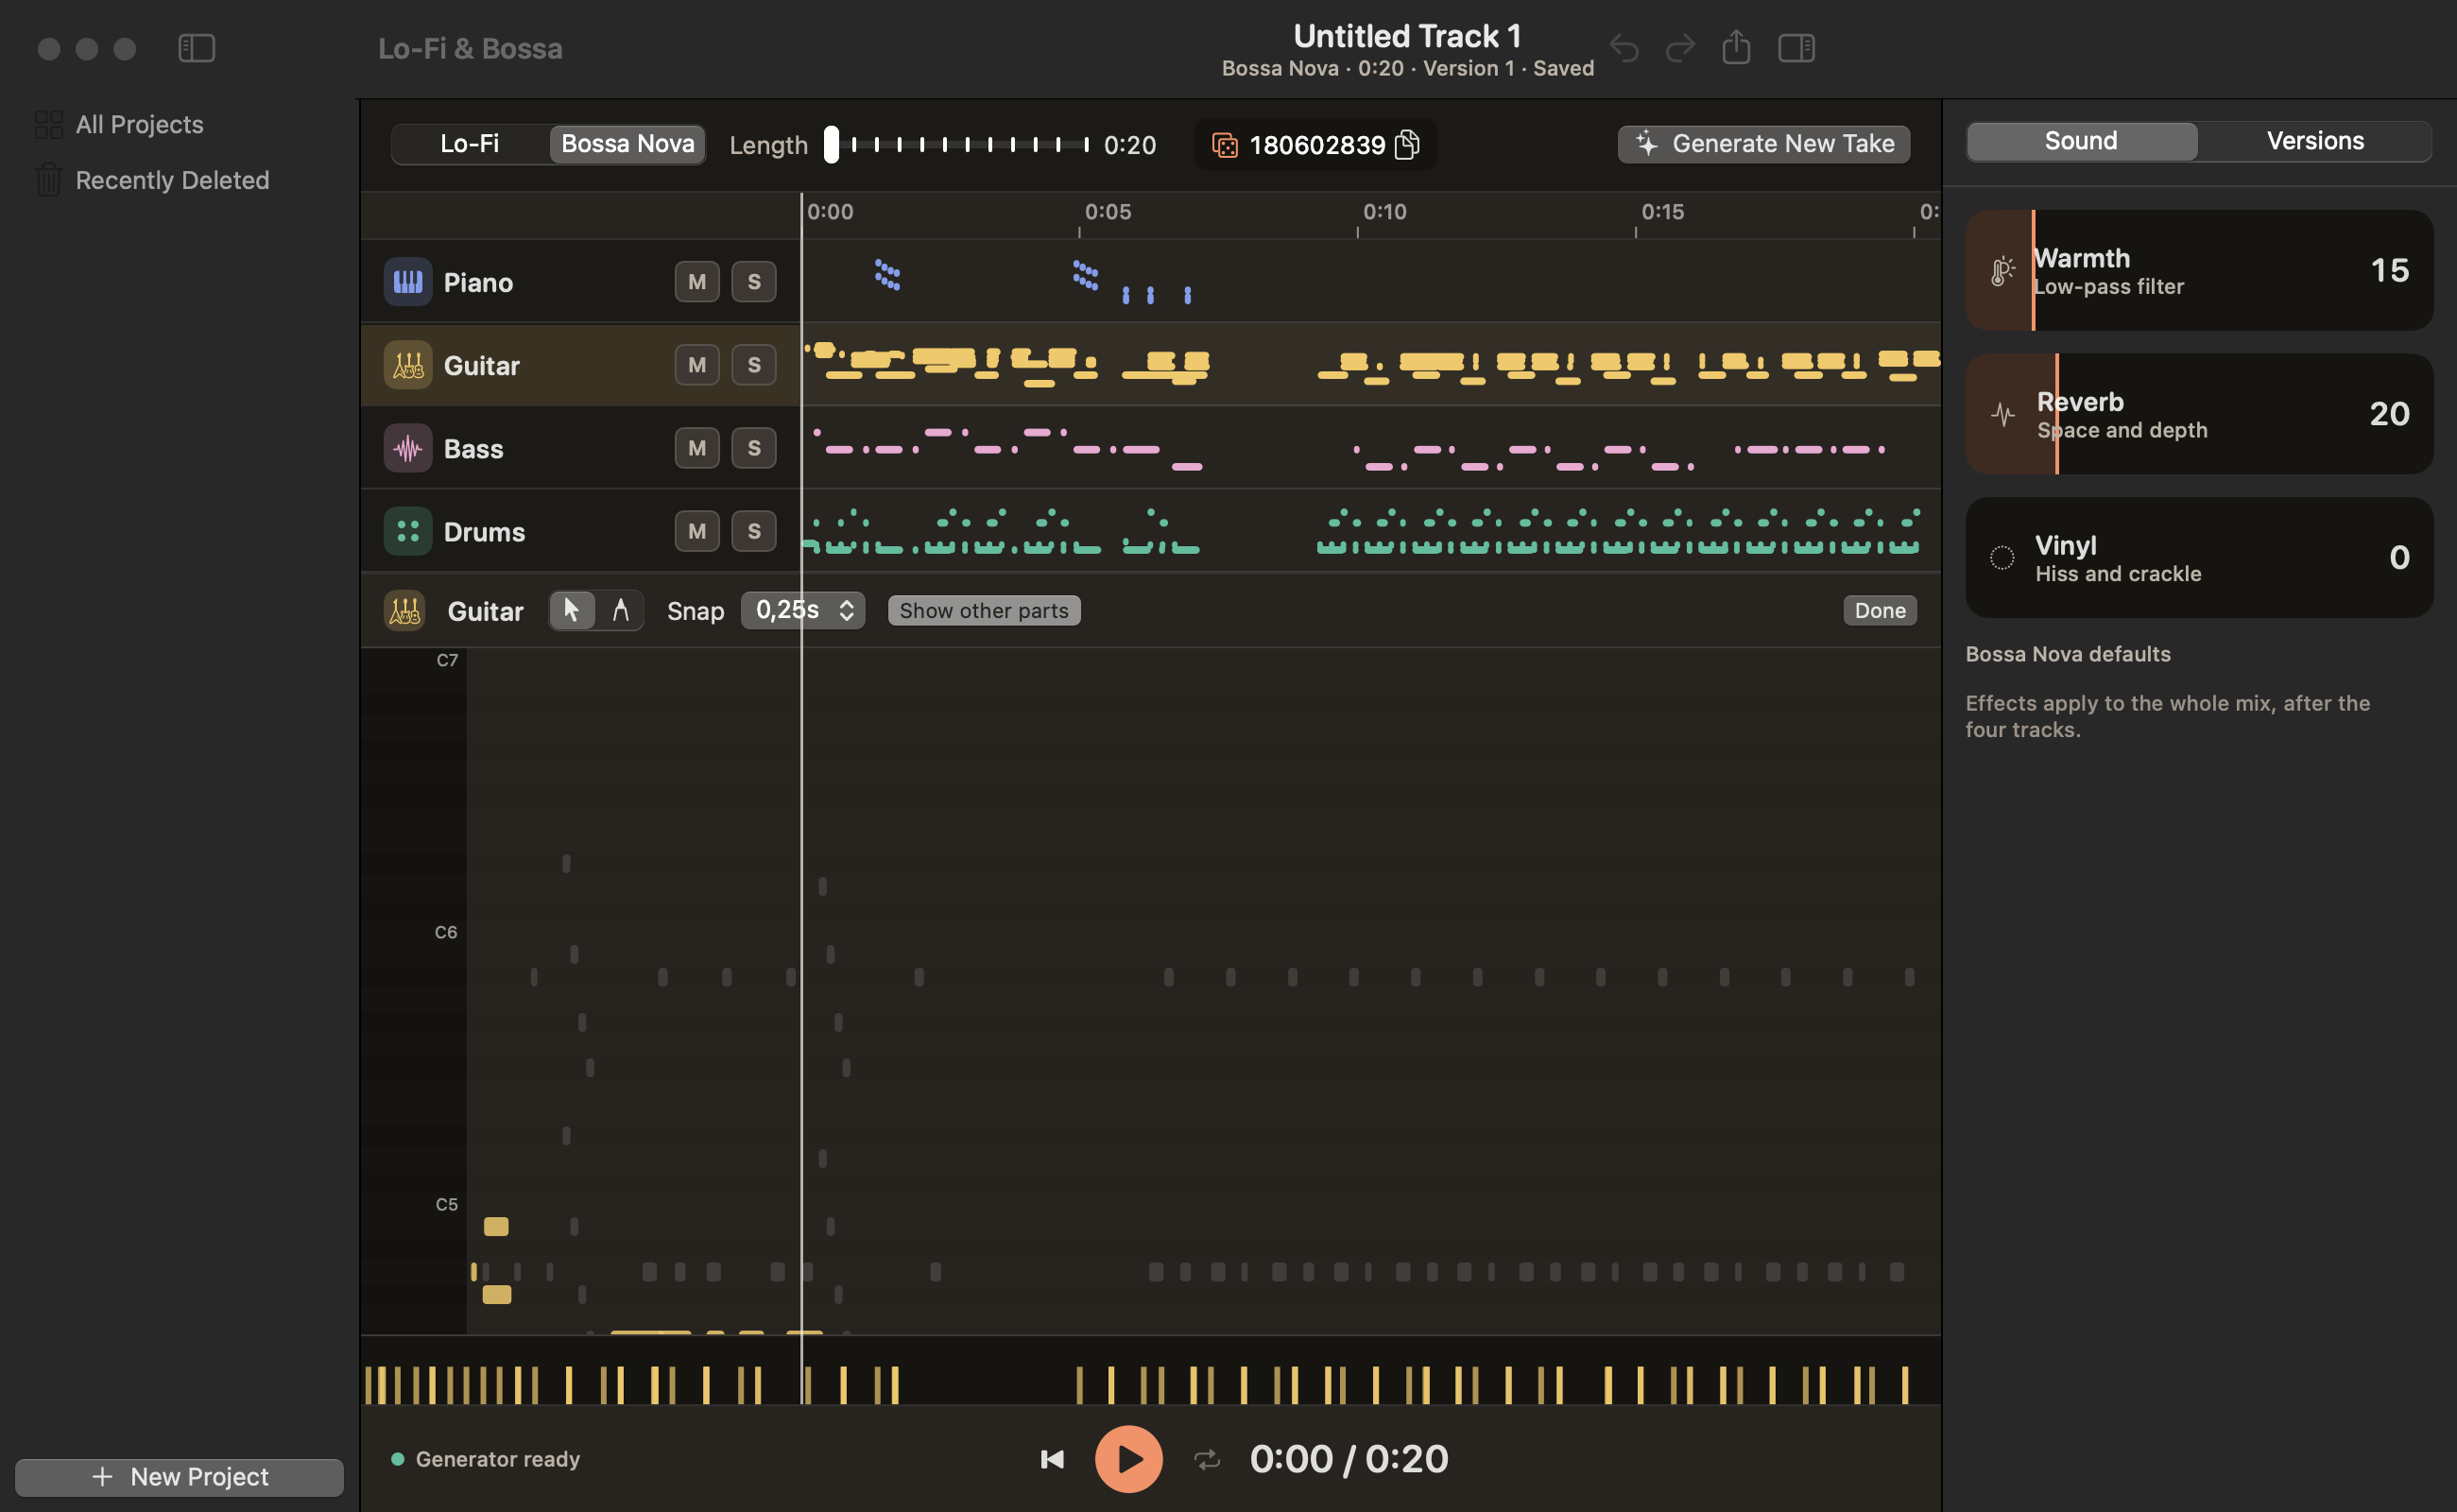 Lo-Fi & Bossa
Untitled Track 1
Bossa Nova · 0:20 · Version 1 · Saved
All Projects
Recently Deleted
Lo-Fi
Bossa Nova
Length
0:20
180602839
Generate New Take
Sound
Versions
0:00
0:05
0:10
0:15
0:
Piano
M
S
Guitar
M
S
Bass
M
S
Drums
M
S
Warmth
Low-pass filter
15
Reverb
Space and depth
20
Vinyl
Hiss and crackle
0
Bossa Nova defaults
Effects apply to the whole mix, after the
four tracks.
Guitar
Snap
0,25s
Show other parts
Done
C7
C6
C5
Generator ready
0:00 / 0:20
New Project